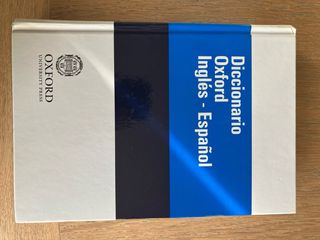 Diccionario
Oxford
Inglés - Español
OXFORD
UNIVERSITY PRESS